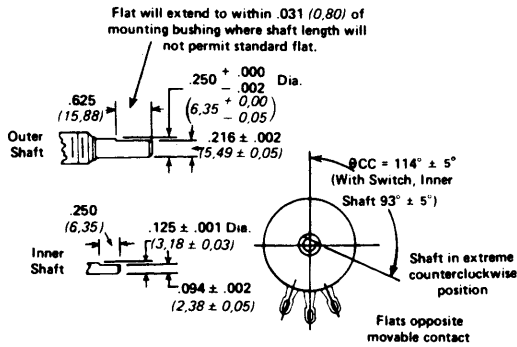 Flat will extend to within .031 (0,80) of
mounting bushing where shaft length will
not permit standard flat.
.250 + .000 − .002 Dia.
(6,35 + 0,00 − 0,05)
.625
(15,88)
Outer
Shaft
.216 ± .002
(5,49 ± 0,05)
θCC = 114° ± 5°
(With Switch, Inner
Shaft 93° ± 5°)
.250
(6,35)
.125 ± .001 Dia.
(3,18 ± 0,03)
Inner
Shaft
.094 ± .002
(2,38 ± 0,05)
Shaft in extreme
counterclockwise
position
Flats opposite
movable contact